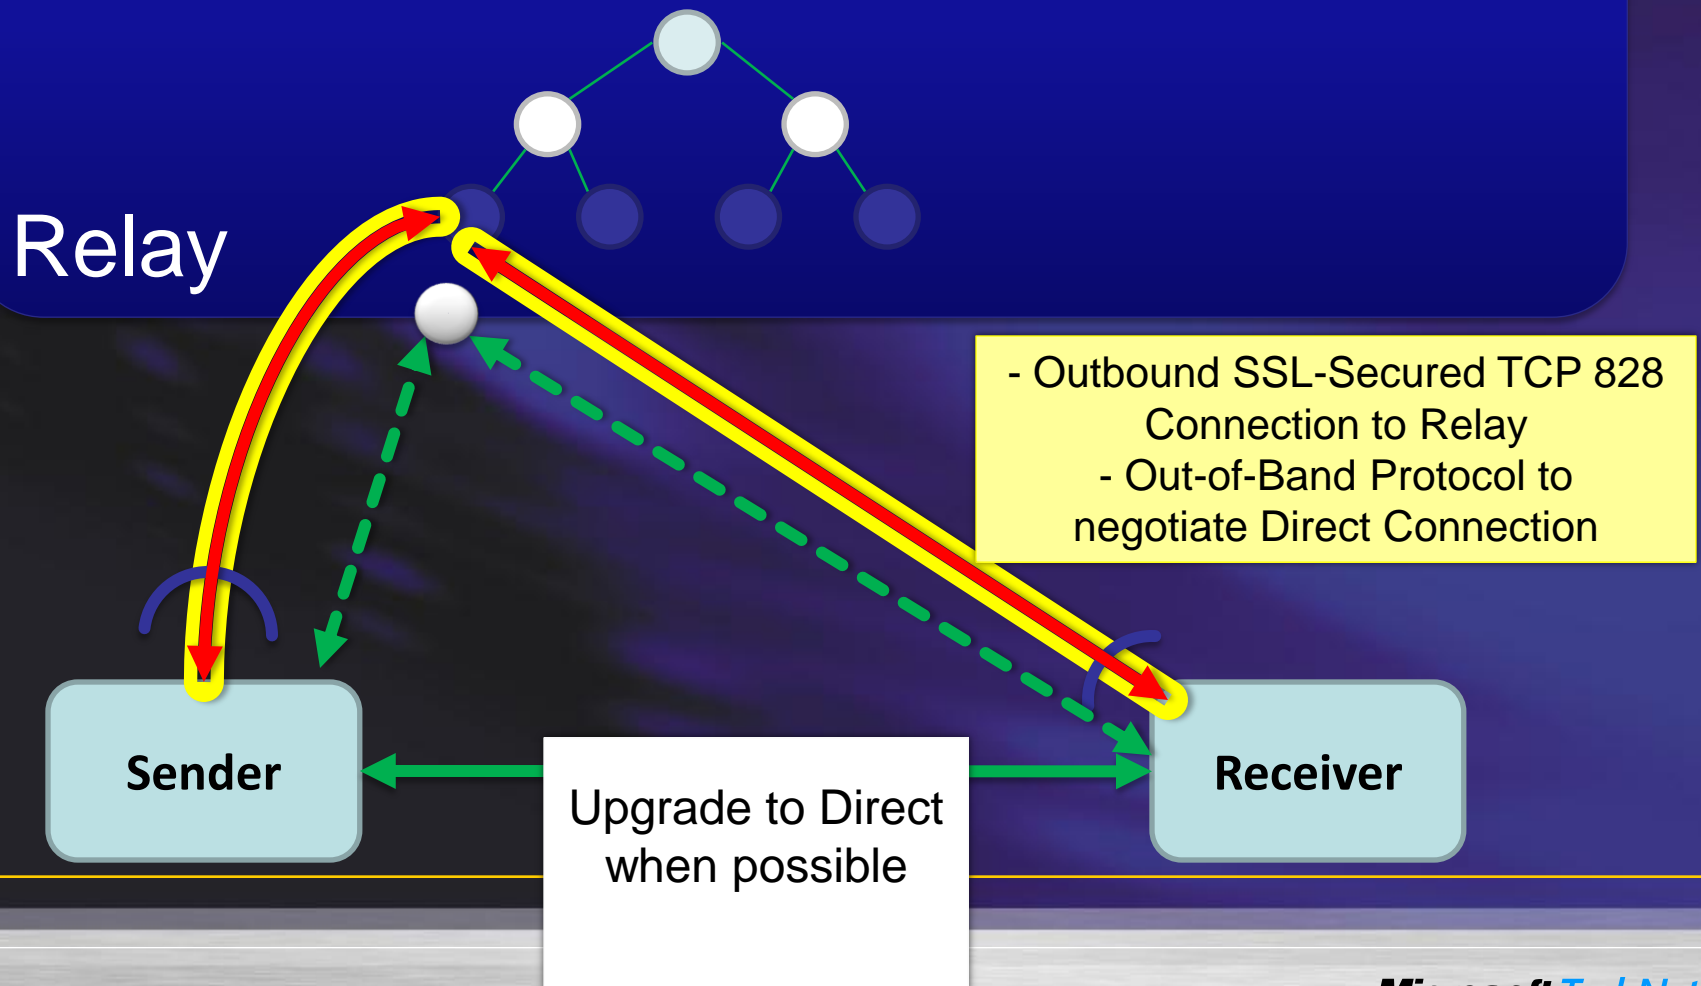 Relay
- Outbound SSL-Secured TCP 828
Connection to Relay
- Out-of-Band Protocol to
negotiate Direct Connection
Sender
Upgrade to Direct
when possible
Receiver
Microsoft